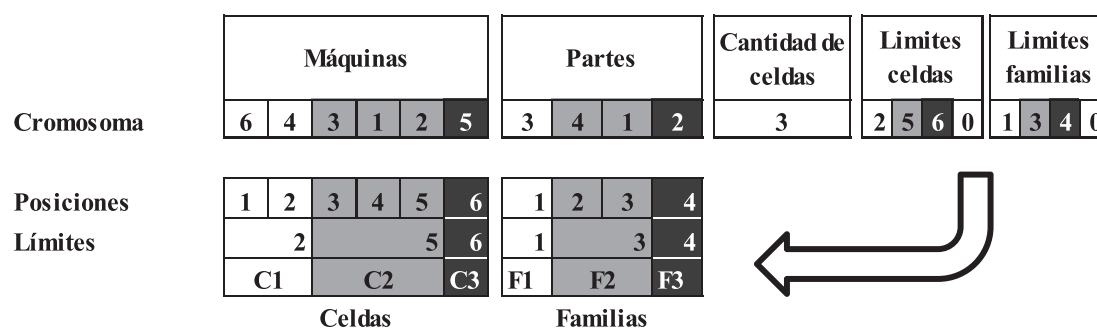 Máquinas Partes Cantidad de celdas Limites celdas Limites familias
Cromosoma 6 4 3 1 2 5 3 4 1 2 3 2 5 6 0 1 3 4 0
Posiciones 1 2 3 4 5 6 1 2 3 4
Límites 2 5 6 1 3 4
C1 C2 C3 F1 F2 F3
Celdas Familias